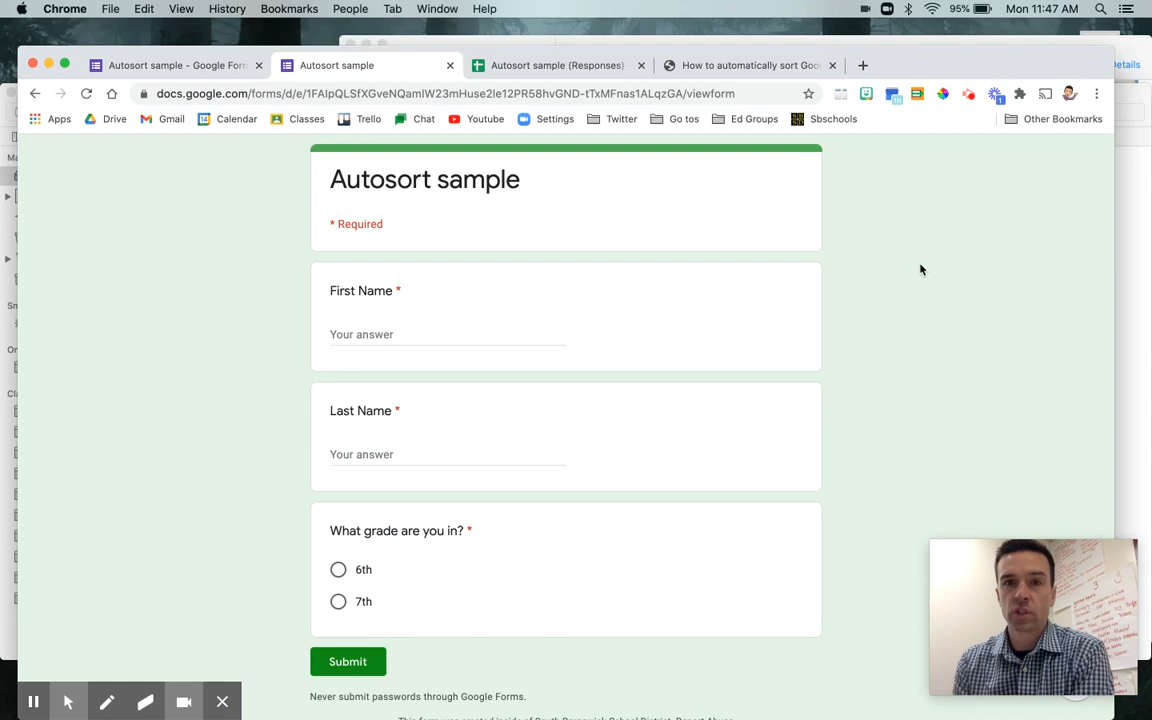 Chrome File Edit View History Bookmarks People Tab Window Help 95% Mon 11:47 AM
Autosort sample - Google Form Autosort sample Autosort sample (Responses) How to automatically sort Goo
docs.google.com/forms/d/e/1FAIpQLSfXGveNQamIW23mHuse2le12PR58hvGND-tTxMFnas1ALqzGA/viewform
Apps Drive Gmail Calendar Classes Trello Chat Youtube Settings Twitter Go tos Ed Groups Sbschools Other Bookmarks
Autosort sample
* Required
First Name *
Your answer
Last Name *
Your answer
What grade are you in? *
6th
7th
Submit
Never submit passwords through Google Forms.